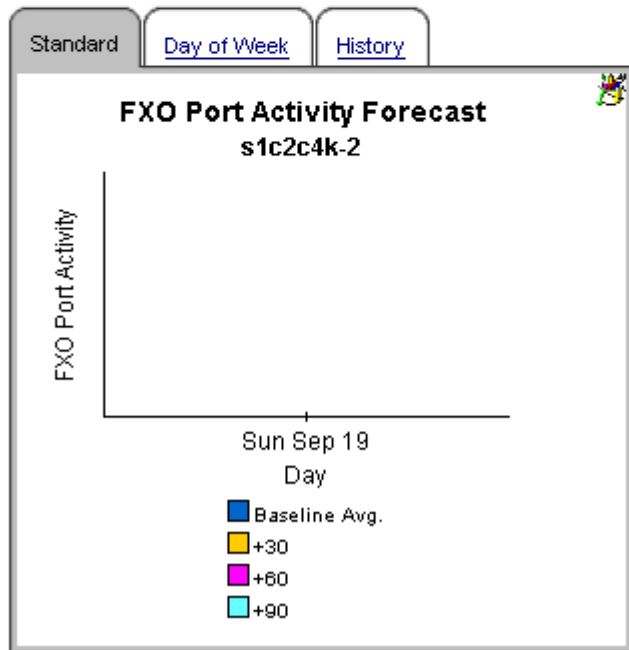 Standard
Day of Week
History
FXO Port Activity Forecast
s1c2c4k-2
FXO Port Activity
Sun Sep 19
Day
Baseline Avg.
+30
+60
+90